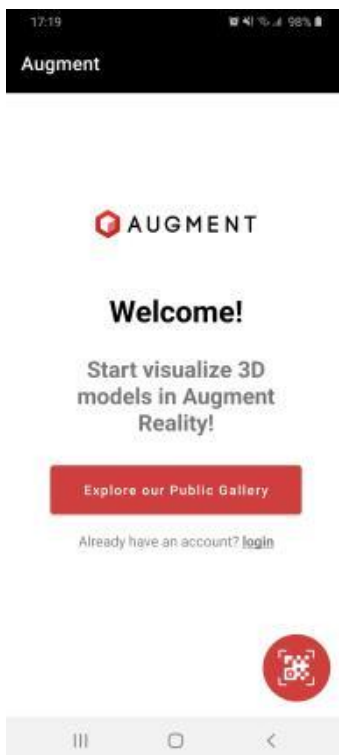 17:19
98%
Augment
AUGMENT
Welcome!
Start visualize 3D
models in Augment
Reality!
Explore our Public Gallery
Already have an account? login